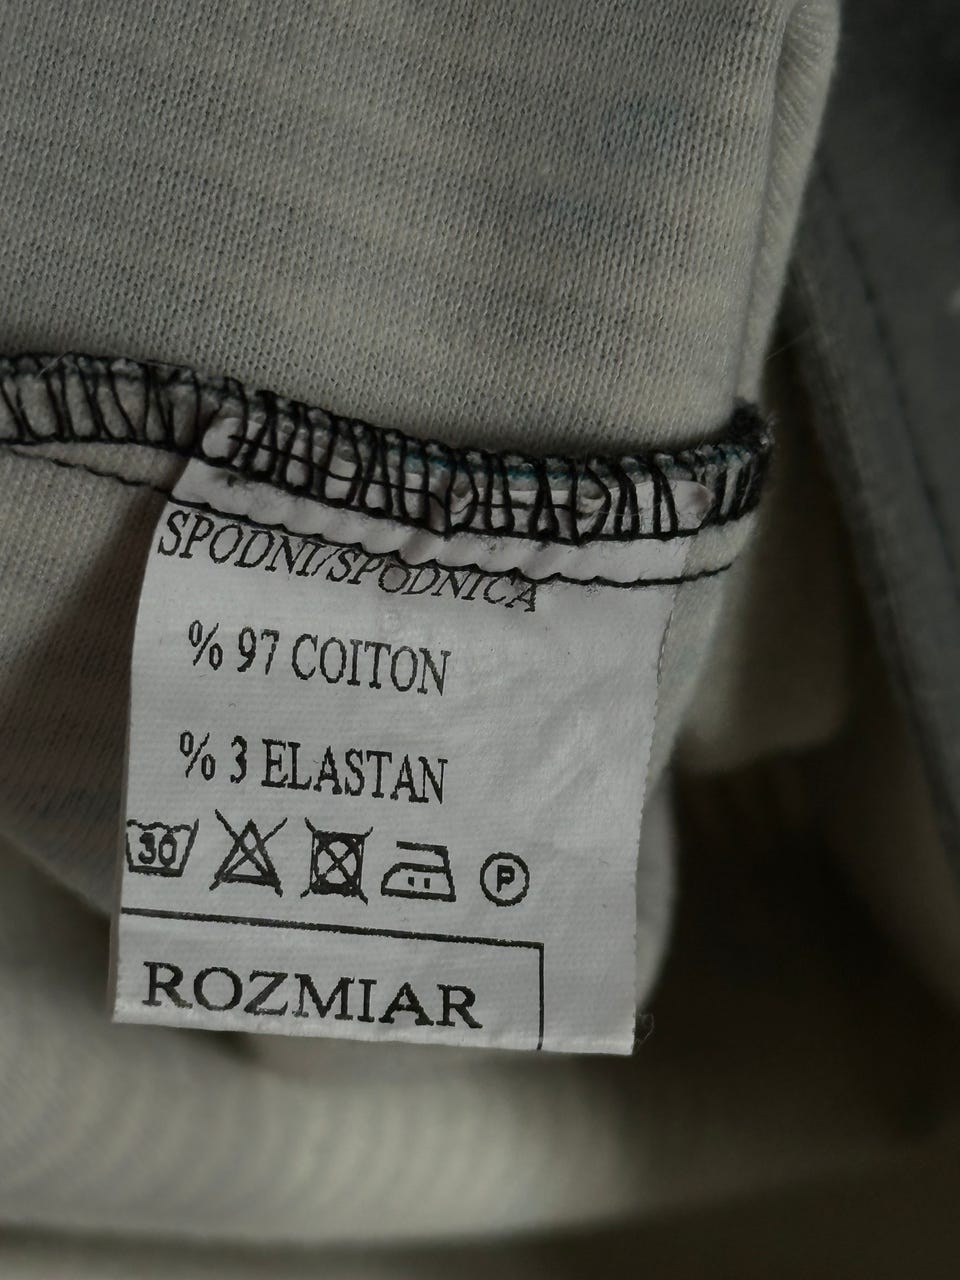 SPODNI/SPODNICA
% 97 COITON
% 3 ELASTAN
30 P
ROZMIAR